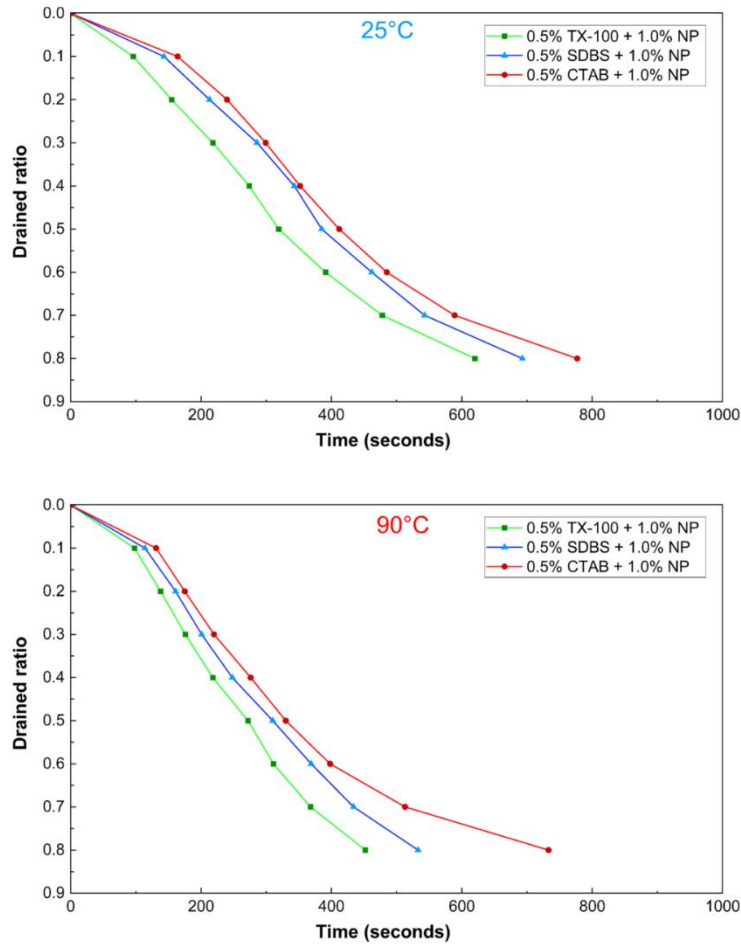 25°C
0.5% TX-100 + 1.0% NP
0.5% SDBS + 1.0% NP
0.5% CTAB + 1.0% NP
Drained ratio
0.0
0.1
0.2
0.3
0.4
0.5
0.6
0.7
0.8
0.9
0 200 400 600 800 1000
Time (seconds)
90°C
0.5% TX-100 + 1.0% NP
0.5% SDBS + 1.0% NP
0.5% CTAB + 1.0% NP
Drained ratio
0.0
0.1
0.2
0.3
0.4
0.5
0.6
0.7
0.8
0.9
0 200 400 600 800 1000
Time (seconds)